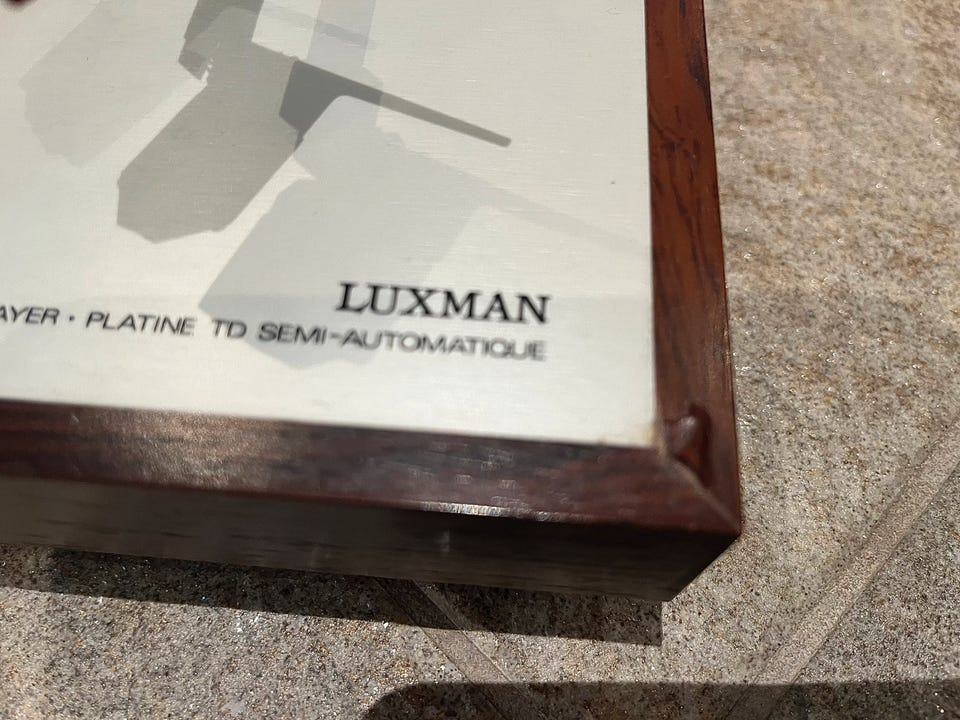 LUXMAN
AYER • PLATINE TD SEMI-AUTOMATIQUE